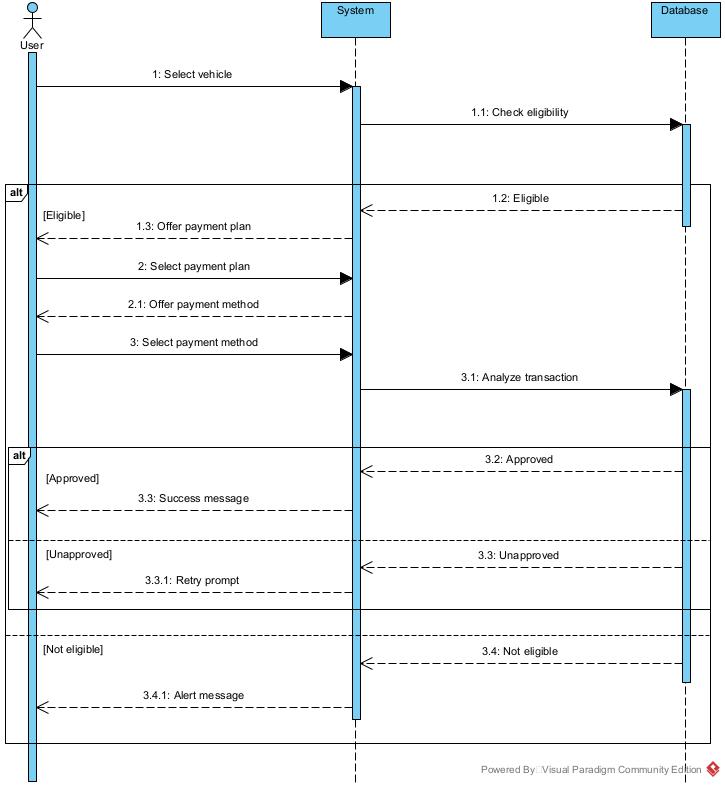 System
Database
User
1: Select vehicle
1.1: Check eligibility
alt
1.2: Eligible
[Eligible]
1.3: Offer payment plan
2: Select payment plan
2.1: Offer payment method
3: Select payment method
3.1: Analyze transaction
alt
3.2: Approved
[Approved]
3.3: Success message
[Unapproved]
3.3: Unapproved
3.3.1: Retry prompt
[Not eligible]
3.4: Not eligible
3.4.1: Alert message
Powered By Visual Paradigm Community Edition